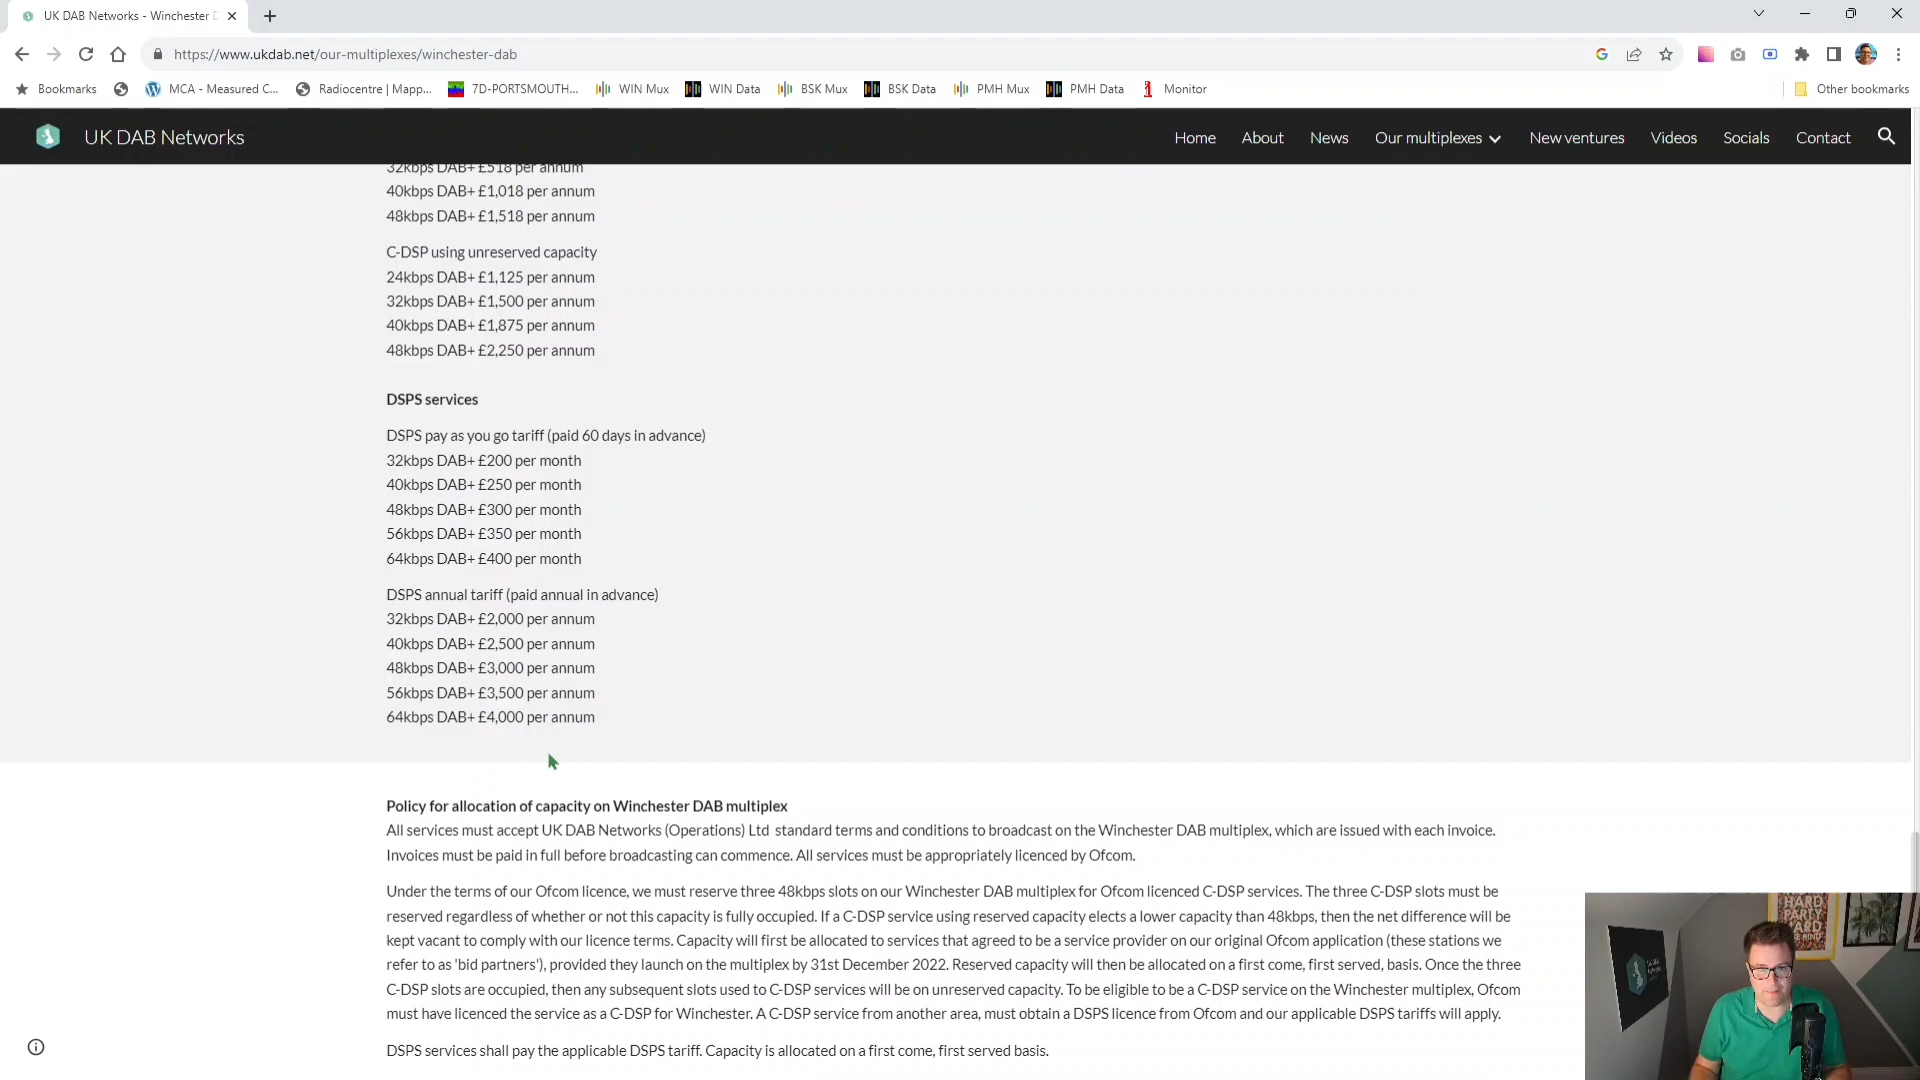 UK DAB Networks - Winchester D
https://www.ukdab.net/our-multiplexes/winchester-dab
Bookmarks
MCA - Measured C...
Radiocentre | Mapp...
7D-PORTSMOUTH...
WIN Mux
WIN Data
BSK Mux
BSK Data
PMH Mux
PMH Data
Monitor
Other bookmarks
UK DAB Networks
Home
About
News
Our multiplexes
New ventures
Videos
Socials
Contact
32kbps DAB+ £518 per annum
40kbps DAB+ £1,018 per annum
48kbps DAB+ £1,518 per annum
C-DSP using unreserved capacity
24kbps DAB+ £1,125 per annum
32kbps DAB+ £1,500 per annum
40kbps DAB+ £1,875 per annum
48kbps DAB+ £2,250 per annum
DSPS services
DSPS pay as you go tariff (paid 60 days in advance)
32kbps DAB+ £200 per month
40kbps DAB+ £250 per month
48kbps DAB+ £300 per month
56kbps DAB+ £350 per month
64kbps DAB+ £400 per month
DSPS annual tariff (paid annual in advance)
32kbps DAB+ £2,000 per annum
40kbps DAB+ £2,500 per annum
48kbps DAB+ £3,000 per annum
56kbps DAB+ £3,500 per annum
64kbps DAB+ £4,000 per annum
Policy for allocation of capacity on Winchester DAB multiplex
All services must accept UK DAB Networks (Operations) Ltd standard terms and conditions to broadcast on the Winchester DAB multiplex, which are issued with each invoice.
Invoices must be paid in full before broadcasting can commence. All services must be appropriately licenced by Ofcom.
Under the terms of our Ofcom licence, we must reserve three 48kbps slots on our Winchester DAB multiplex for Ofcom licenced C-DSP services. The three C-DSP slots must be
reserved regardless of whether or not this capacity is fully occupied. If a C-DSP service using reserved capacity elects a lower capacity than 48kbps, then the net difference will be
kept vacant to comply with our licence terms. Capacity will first be allocated to services that agreed to be a service provider on our original Ofcom application (these stations we
refer to as 'bid partners'), provided they launch on the multiplex by 31st December 2022. Reserved capacity will then be allocated on a first come, first served, basis. Once the three
C-DSP slots are occupied, then any subsequent slots used to C-DSP services will be on unreserved capacity. To be eligible to be a C-DSP service on the Winchester multiplex, Ofcom
must have licenced the service as a C-DSP for Winchester. A C-DSP service from another area, must obtain a DSPS licence from Ofcom and our applicable DSPS tariffs will apply.
DSPS services shall pay the applicable DSPS tariff. Capacity is allocated on a first come, first served basis.
HARD
PARTY